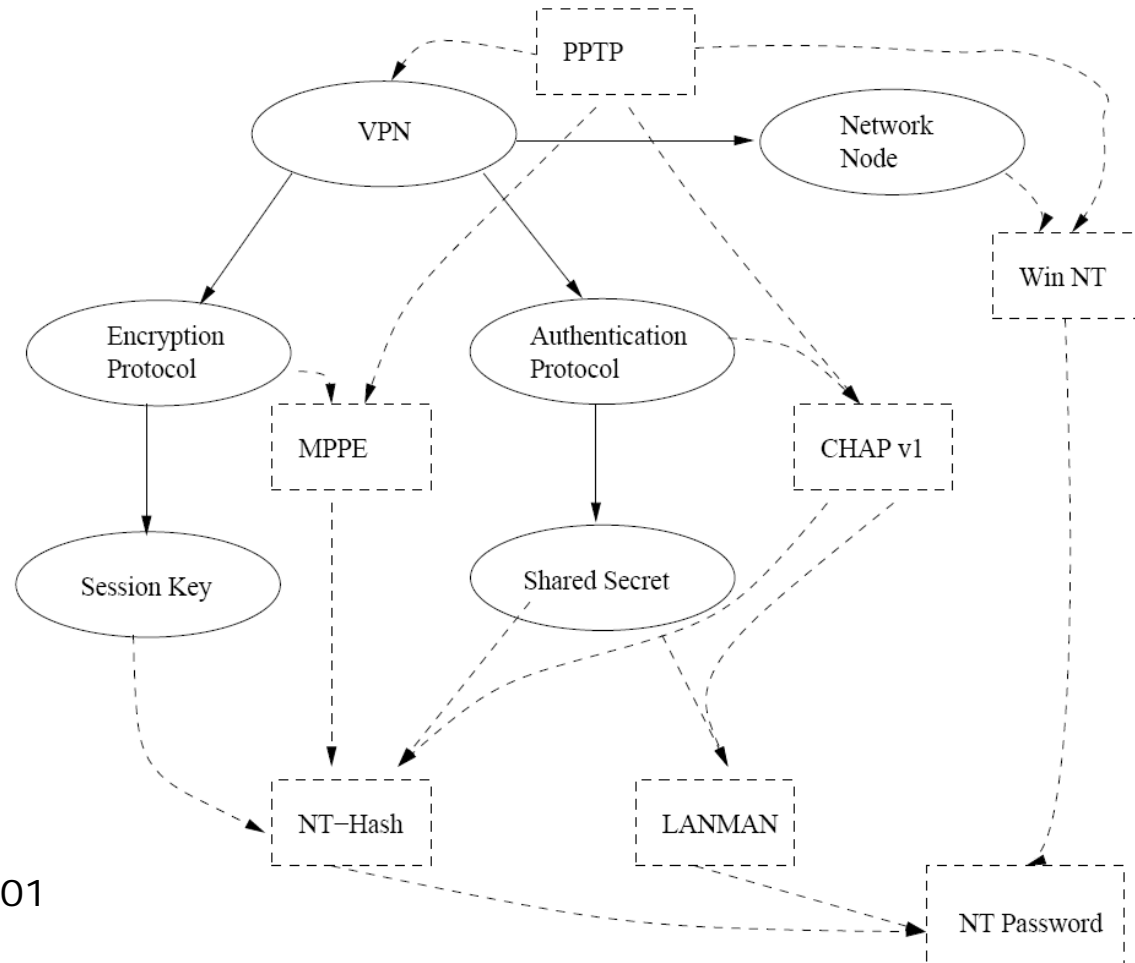 PPTP
VPN
Network
Node
Win NT
Encryption
Protocol
Authentication
Protocol
MPPE
CHAP v1
Session Key
Shared Secret
NT−Hash
LANMAN
01
NT Password